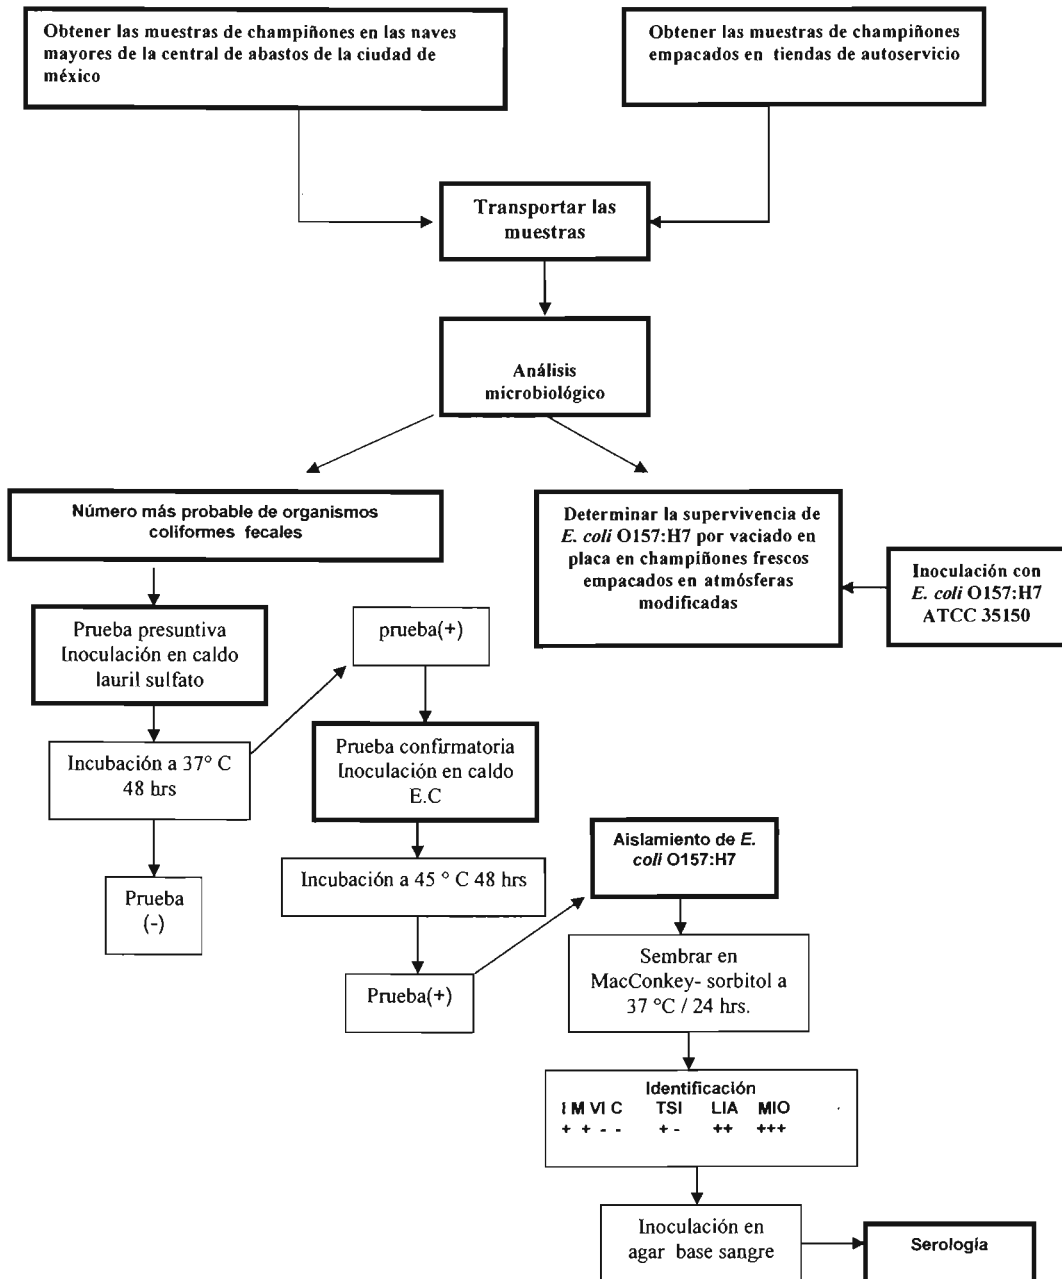 Obtener las muestras de champiñones en las naves
mayores de la central de abastos de la ciudad de
méxico
Obtener las muestras de champiñones
empacados en tiendas de autoservicio
Transportar las
muestras
Análisis
microbiológico
Número más probable de organismos
coliformes fecales
Determinar la supervivencia de
E. coli O157:H7 por vaciado en
placa en champiñones frescos
empacados en atmósferas
modificadas
Inoculación con
E. coli O157:H7
ATCC 35150
Prueba presuntiva
Inoculación en caldo
lauril sulfato
prueba(+)
Incubación a 37° C
48 hrs
Prueba confirmatoria
Inoculación en caldo
E.C
Prueba
(-)
Incubación a 45 ° C 48 hrs
Aislamiento de E.
coli O157:H7
Prueba(+)
Sembrar en
MacConkey- sorbitol a
37 °C / 24 hrs.
Identificación
I M VI C TSI LIA MIO
+ + - - + - ++ +++
Inoculación en
agar base sangre
Serología